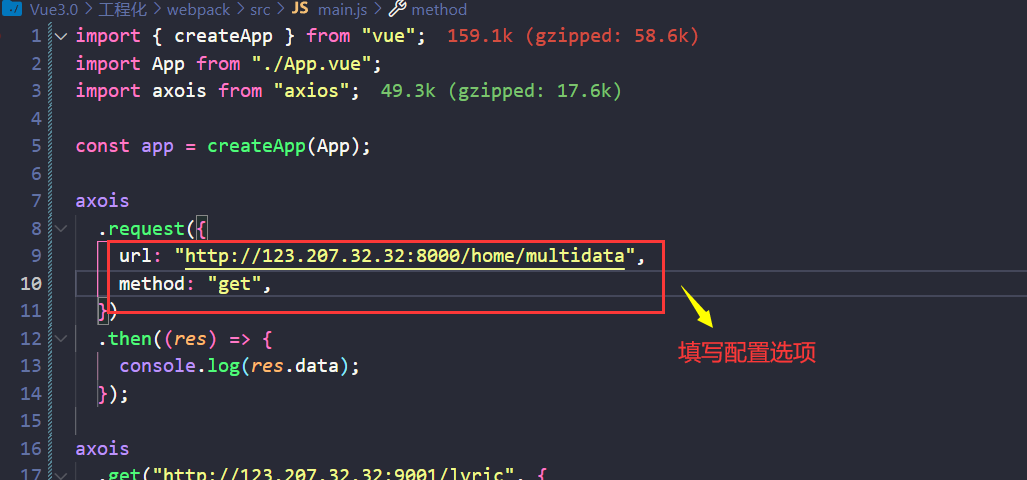 Vue3.0 > 工程化 > webpack > src > JS main.js > method
1 import { createApp } from "vue"; 159.1k (gzipped: 58.6k)
2 import App from "./App.vue";
3 import axois from "axios"; 49.3k (gzipped: 17.6k)
4
5 const app = createApp(App);
6
7 axois
8 .request({
9 url: "http://123.207.32.32:8000/home/multidata",
10 method: "get",
11 })
12 .then((res) => {
13 console.log(res.data);
14 });
15
16 axois
17 .get("http://123.207.32.32:9001/lyric", {
填写配置选项